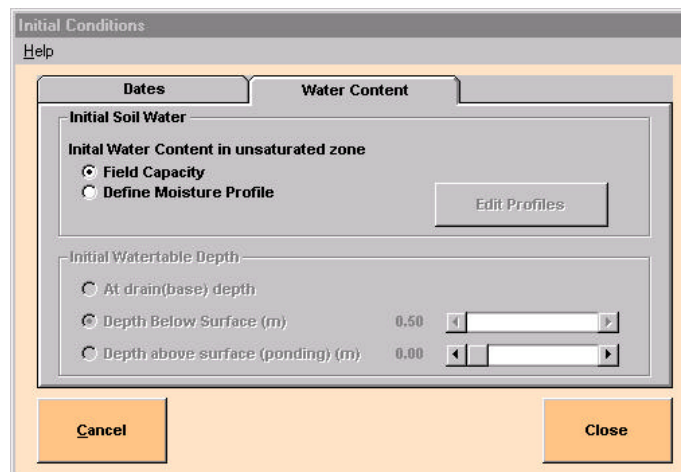 Initial Conditions
Help
Dates
Water Content
Initial Soil Water
Inital Water Content in unsaturated zone
Field Capacity
Define Moisture Profile
Edit Profiles
Initial Watertable Depth
At drain(base) depth
Depth Below Surface (m) 0.50
Depth above surface (ponding) (m) 0.00
Cancel
Close